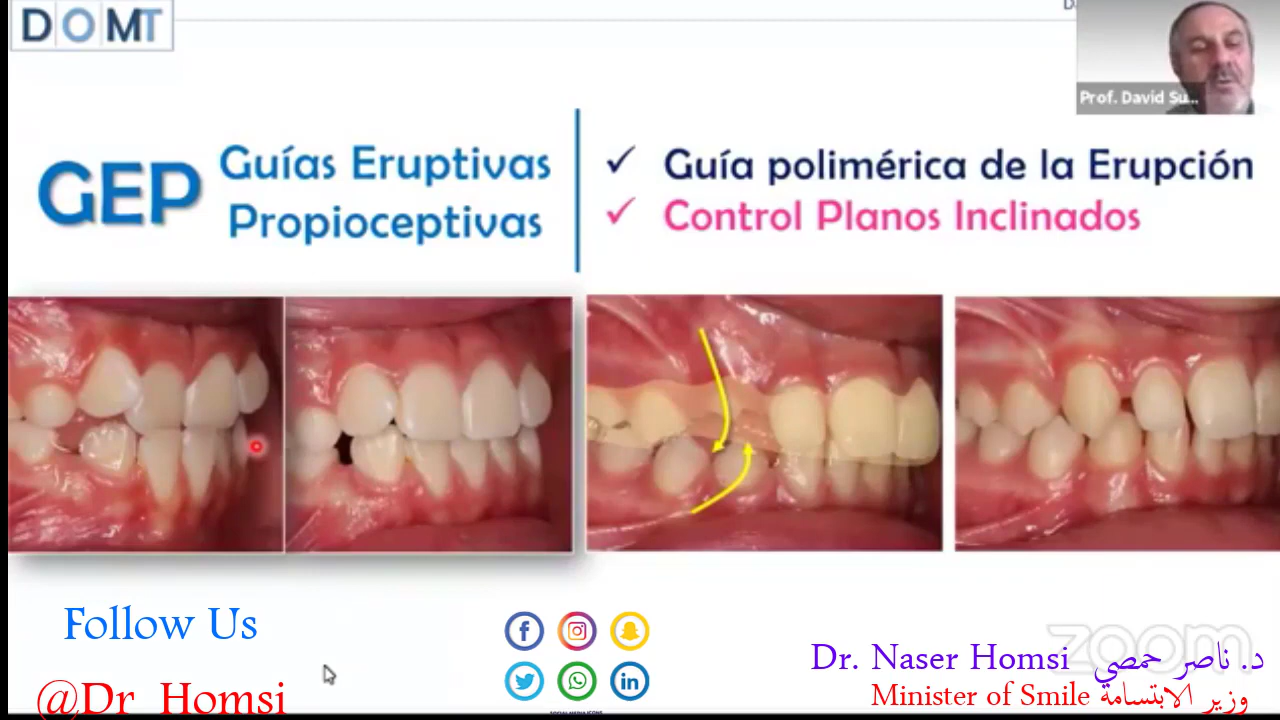 DOMT
Prof. David Su...
GEP
Guías Eruptivas
Propioceptivas
✓ Guía polimérica de la Erupción
✓ Control Planos Inclinados
Follow Us
@Dr_Homsi
zoom
Dr. Naser Homsi د. ناصر حمصي
Minister of Smile وزير الابتسامة